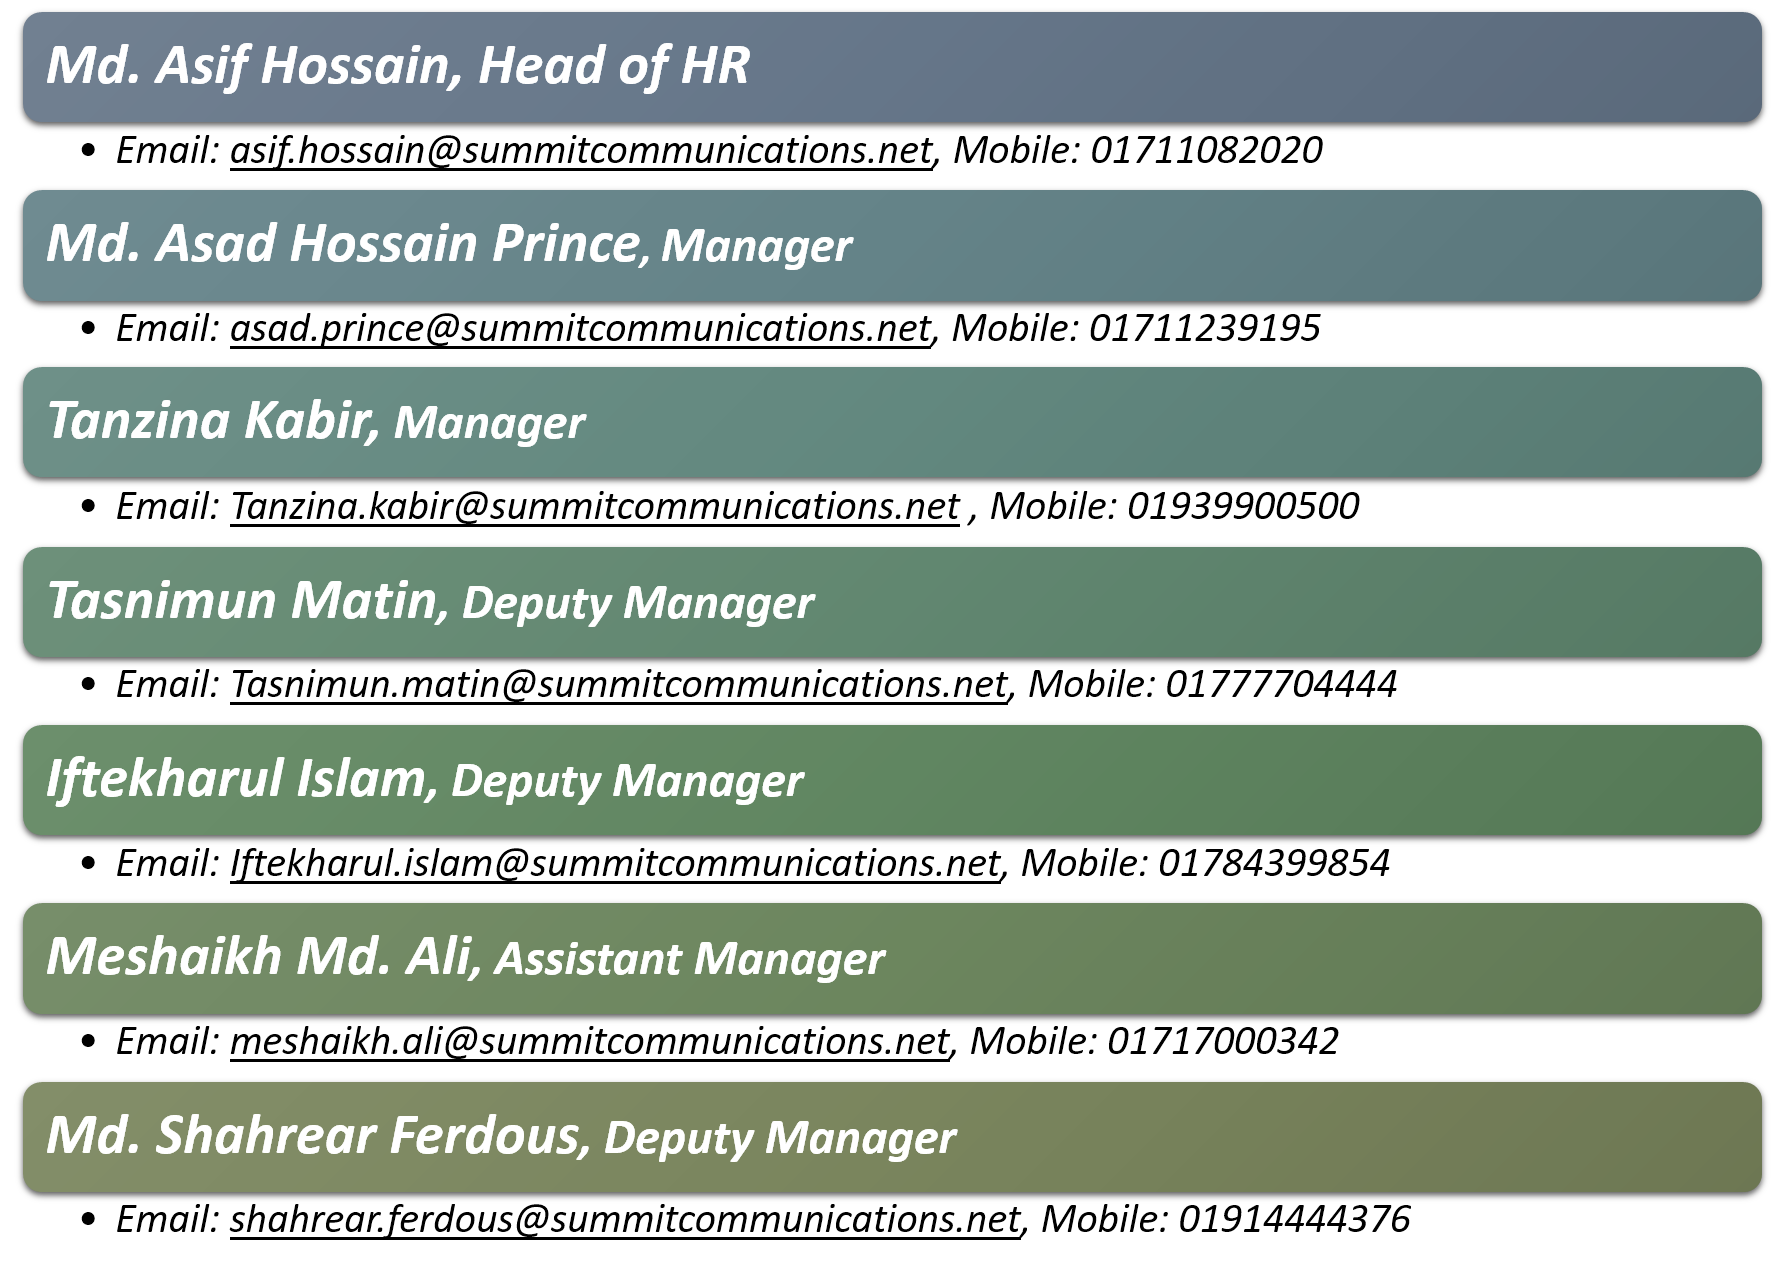 Md. Asif Hossain, Head of HR
• Email: asif.hossain@summitcommunications.net, Mobile: 01711082020
Md. Asad Hossain Prince, Manager
• Email: asad.prince@summitcommunications.net, Mobile: 01711239195
Tanzina Kabir, Manager
• Email: Tanzina.kabir@summitcommunications.net , Mobile: 01939900500
Tasnimun Matin, Deputy Manager
• Email: Tasnimun.matin@summitcommunications.net, Mobile: 01777704444
Iftekharul Islam, Deputy Manager
• Email: Iftekharul.islam@summitcommunications.net, Mobile: 01784399854
Meshaikh Md. Ali, Assistant Manager
• Email: meshaikh.ali@summitcommunications.net, Mobile: 01717000342
Md. Shahrear Ferdous, Deputy Manager
• Email: shahrear.ferdous@summitcommunications.net, Mobile: 01914444376